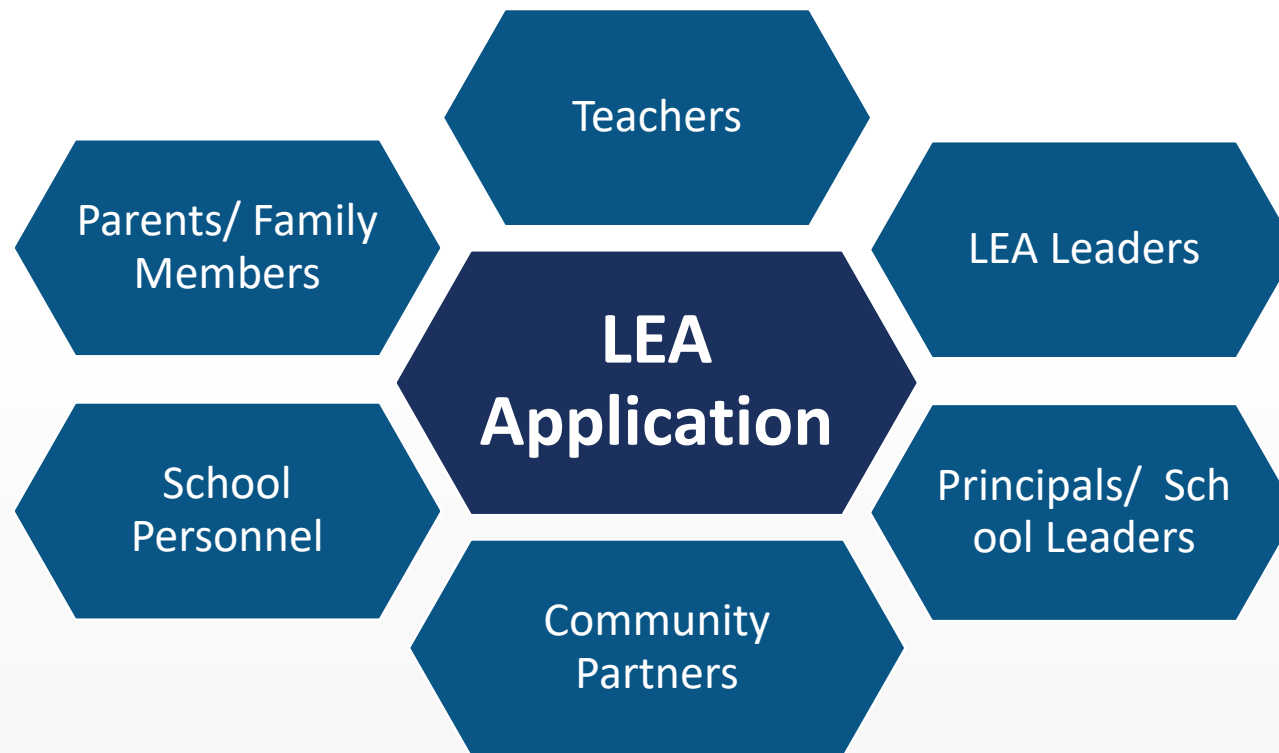 Teachers
Parents/ Family
Members
LEA Leaders
LEA
Application
School
Personnel
Principals/  Sch
ool Leaders
Community
Partners